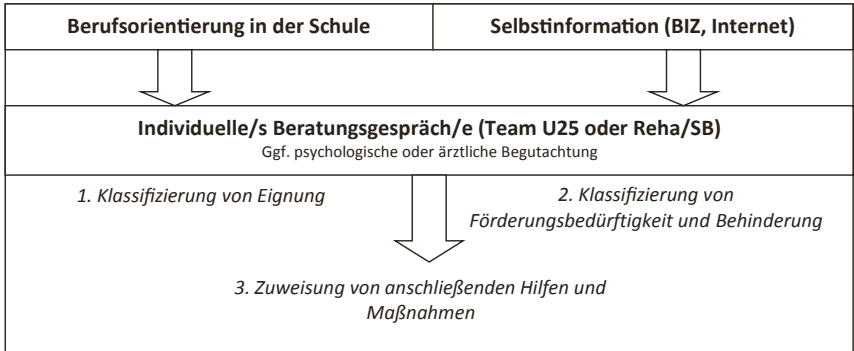 Berufsorientierung in der Schule
Selbstinformation (BIZ, Internet)
Individuelle/s Beratungsgespräch/e (Team U25 oder Reha/SB)
Ggf. psychologische oder ärztliche Begutachtung
1. Klassifizierung von Eignung
2. Klassifizierung von
Förderungsbedürftigkeit und Behinderung
3. Zuweisung von anschließenden Hilfen und
Maßnahmen